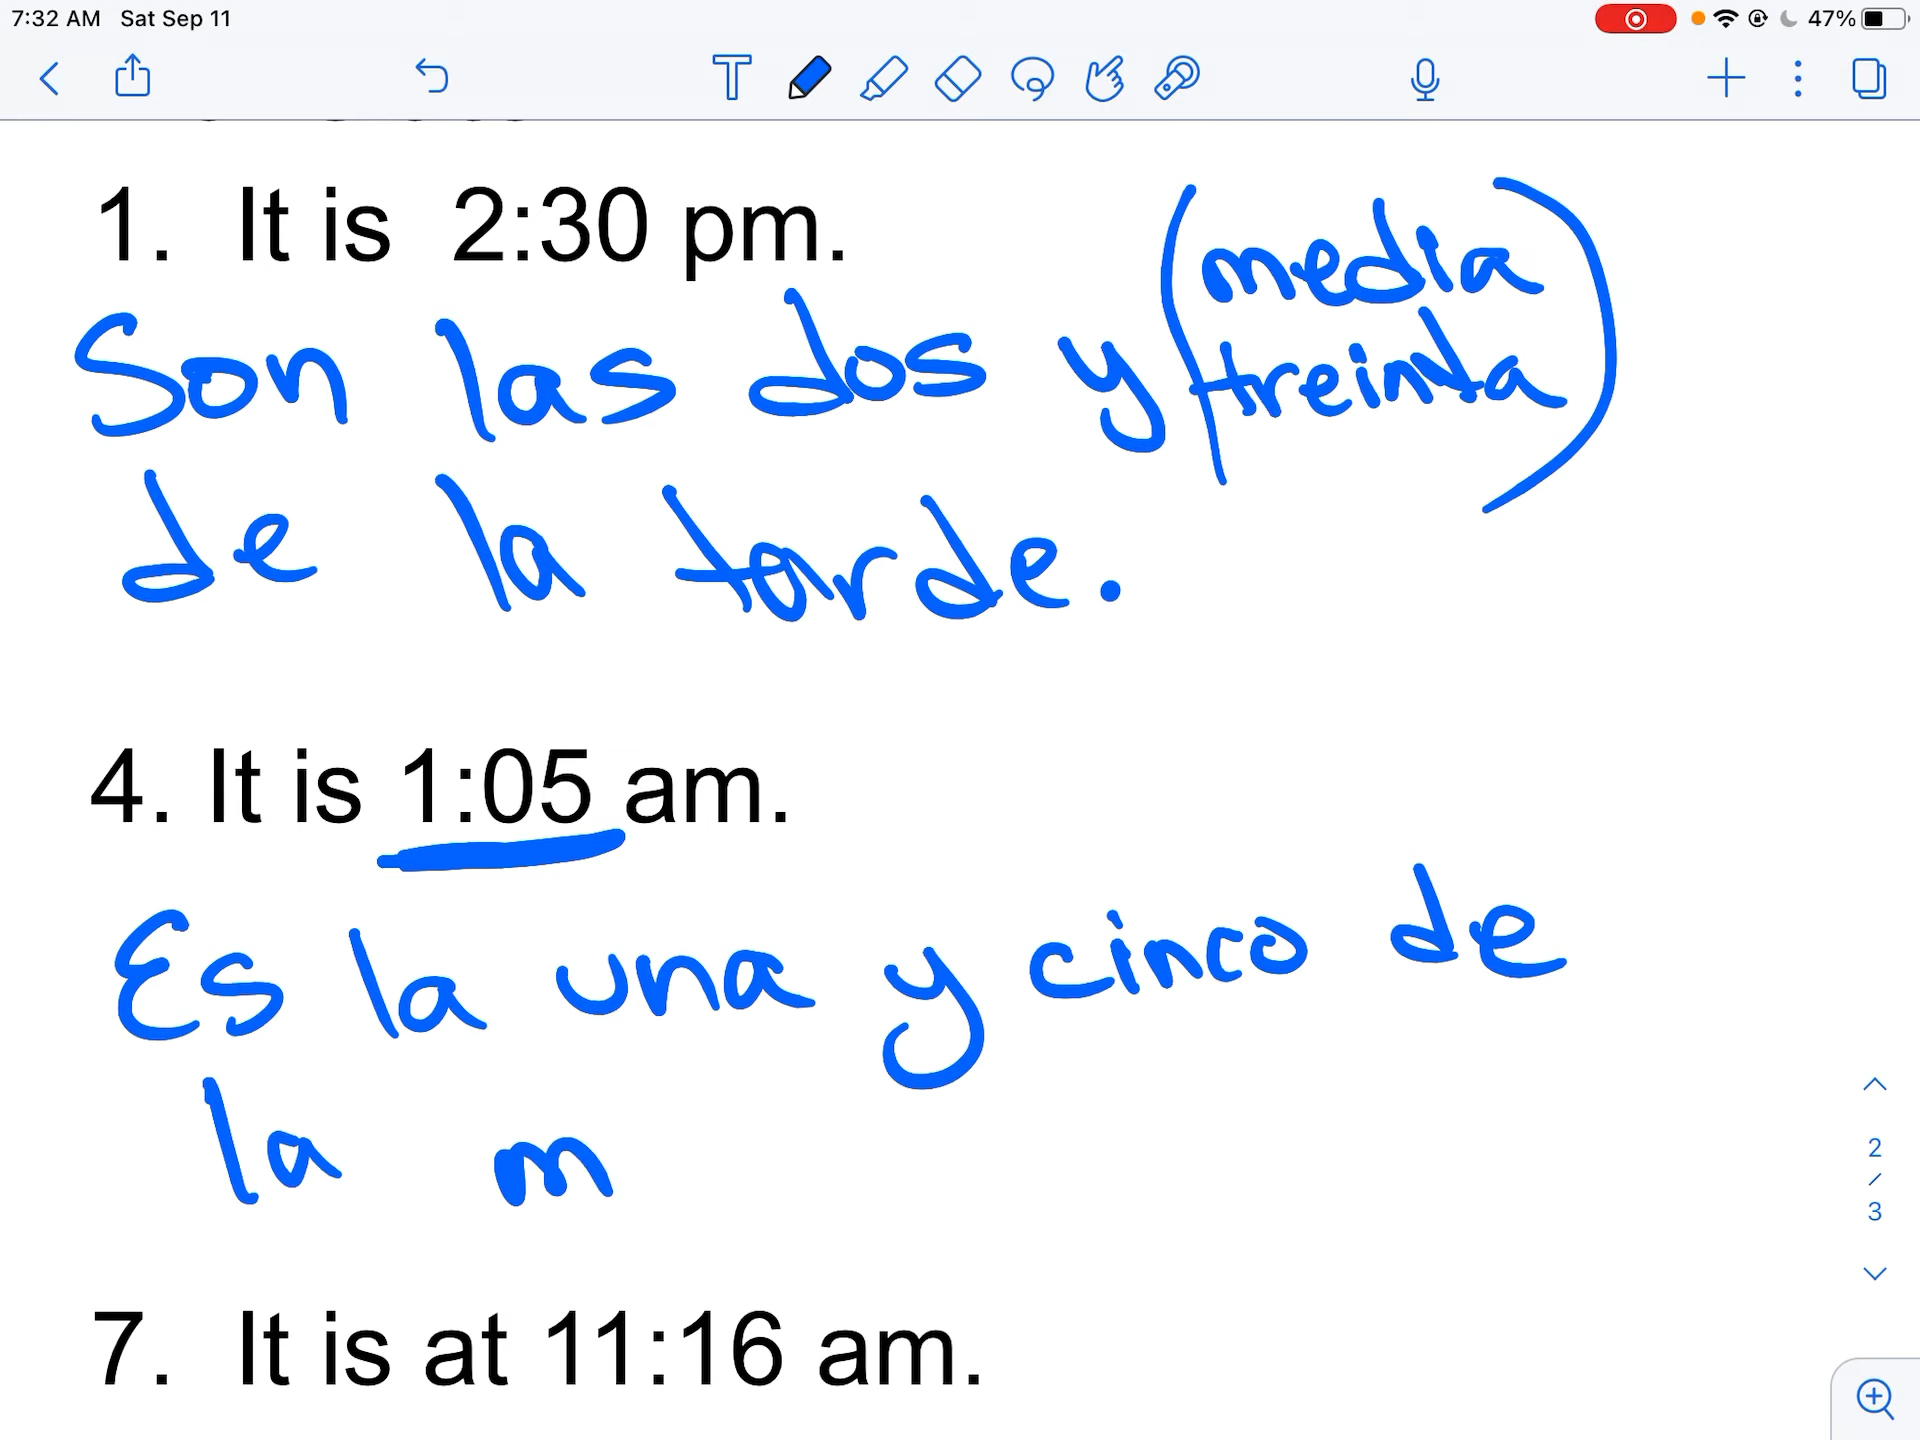 7:32 AM Sat Sep 11 47%
1. It is 2:30 pm.
Son las dos y (media
treinta)
de la tarde.
4. It is 1:05 am.
Es la una y cinco de
la m
7. It is at 11:16 am.
2
/
3